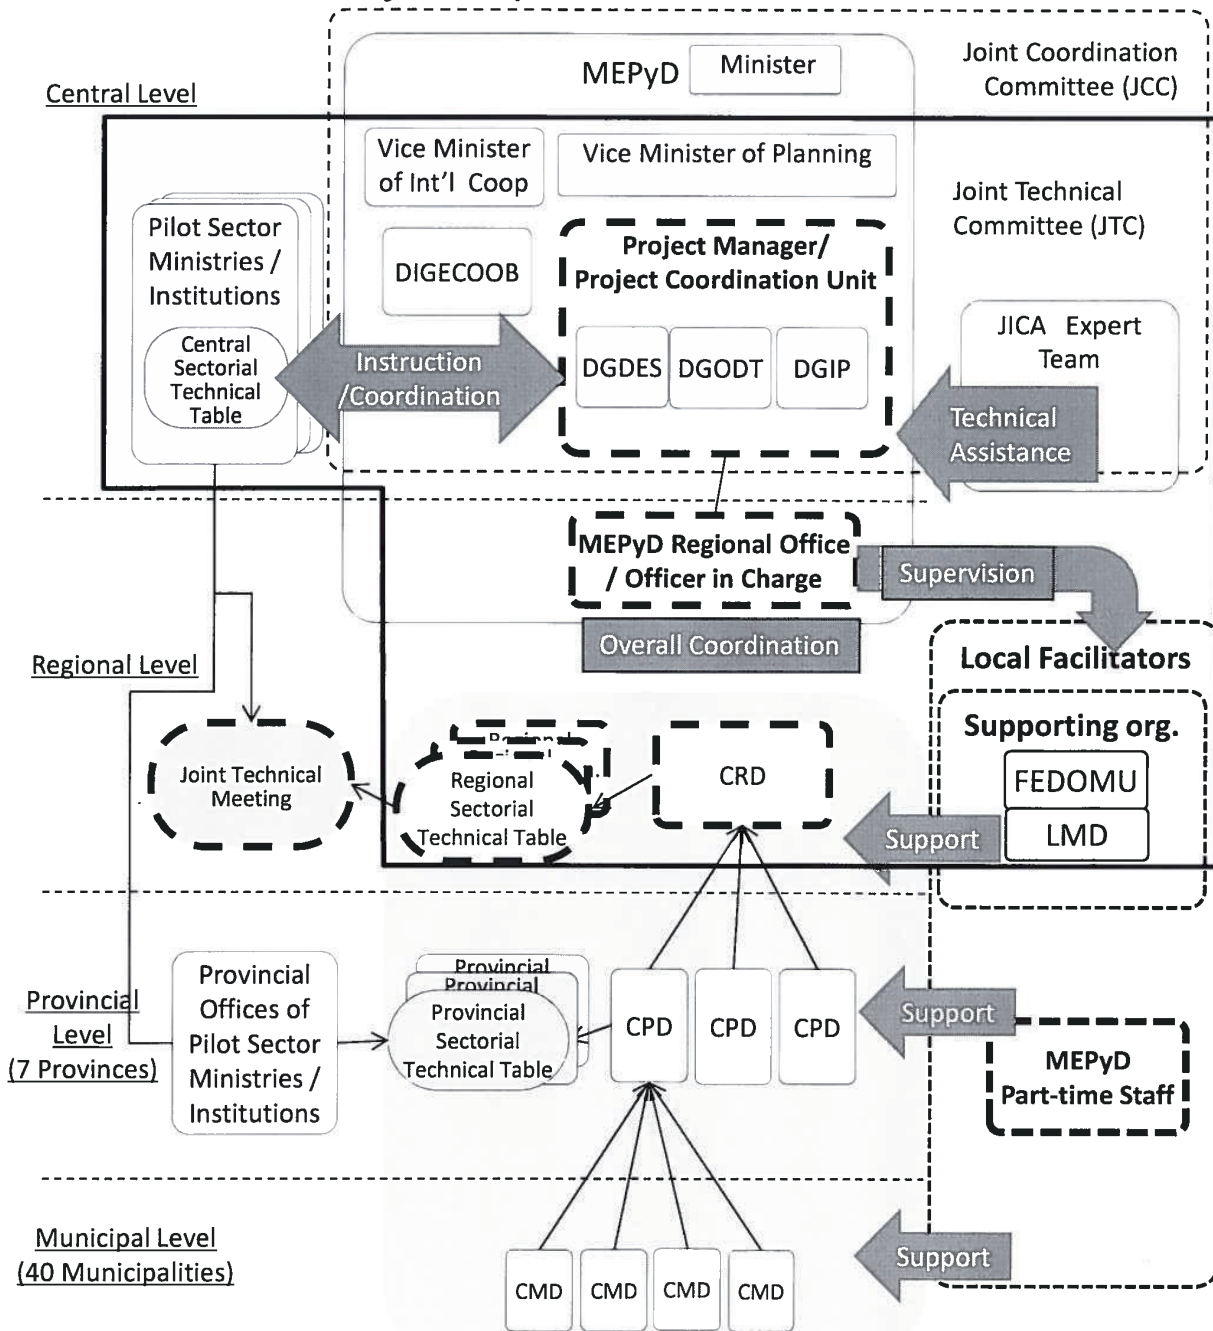 Joint Coordination
Committee (JCC)
MEPyD
Minister
Central Level
Vice Minister
of Int'l Coop
Vice Minister of Planning
Joint Technical
Committee (JTC)
Pilot Sector
Ministries /
Institutions
Central
Sectorial
Technical
Table
DIGECOOB
Project Manager/
Project Coordination Unit
DGDES
DGODT
DGIP
Instruction
/Coordination
JICA Expert
Team
Technical
Assistance
MEPyD Regional Office
/ Officer in Charge
Supervision
Overall Coordination
Regional Level
Local Facilitators
Supporting org.
FEDOMU
LMD
Joint Technical
Meeting
Regional
Regional
Sectorial
Technical Table
CRD
Support
Provincial
Level
(7 Provinces)
Provincial
Offices of
Pilot Sector
Ministries /
Institutions
Provincial
Provincial
Provincial
Sectorial
Technical Table
CPD
CPD
CPD
Support
MEPyD
Part-time Staff
Municipal Level
(40 Municipalities)
CMD
CMD
CMD
CMD
Support